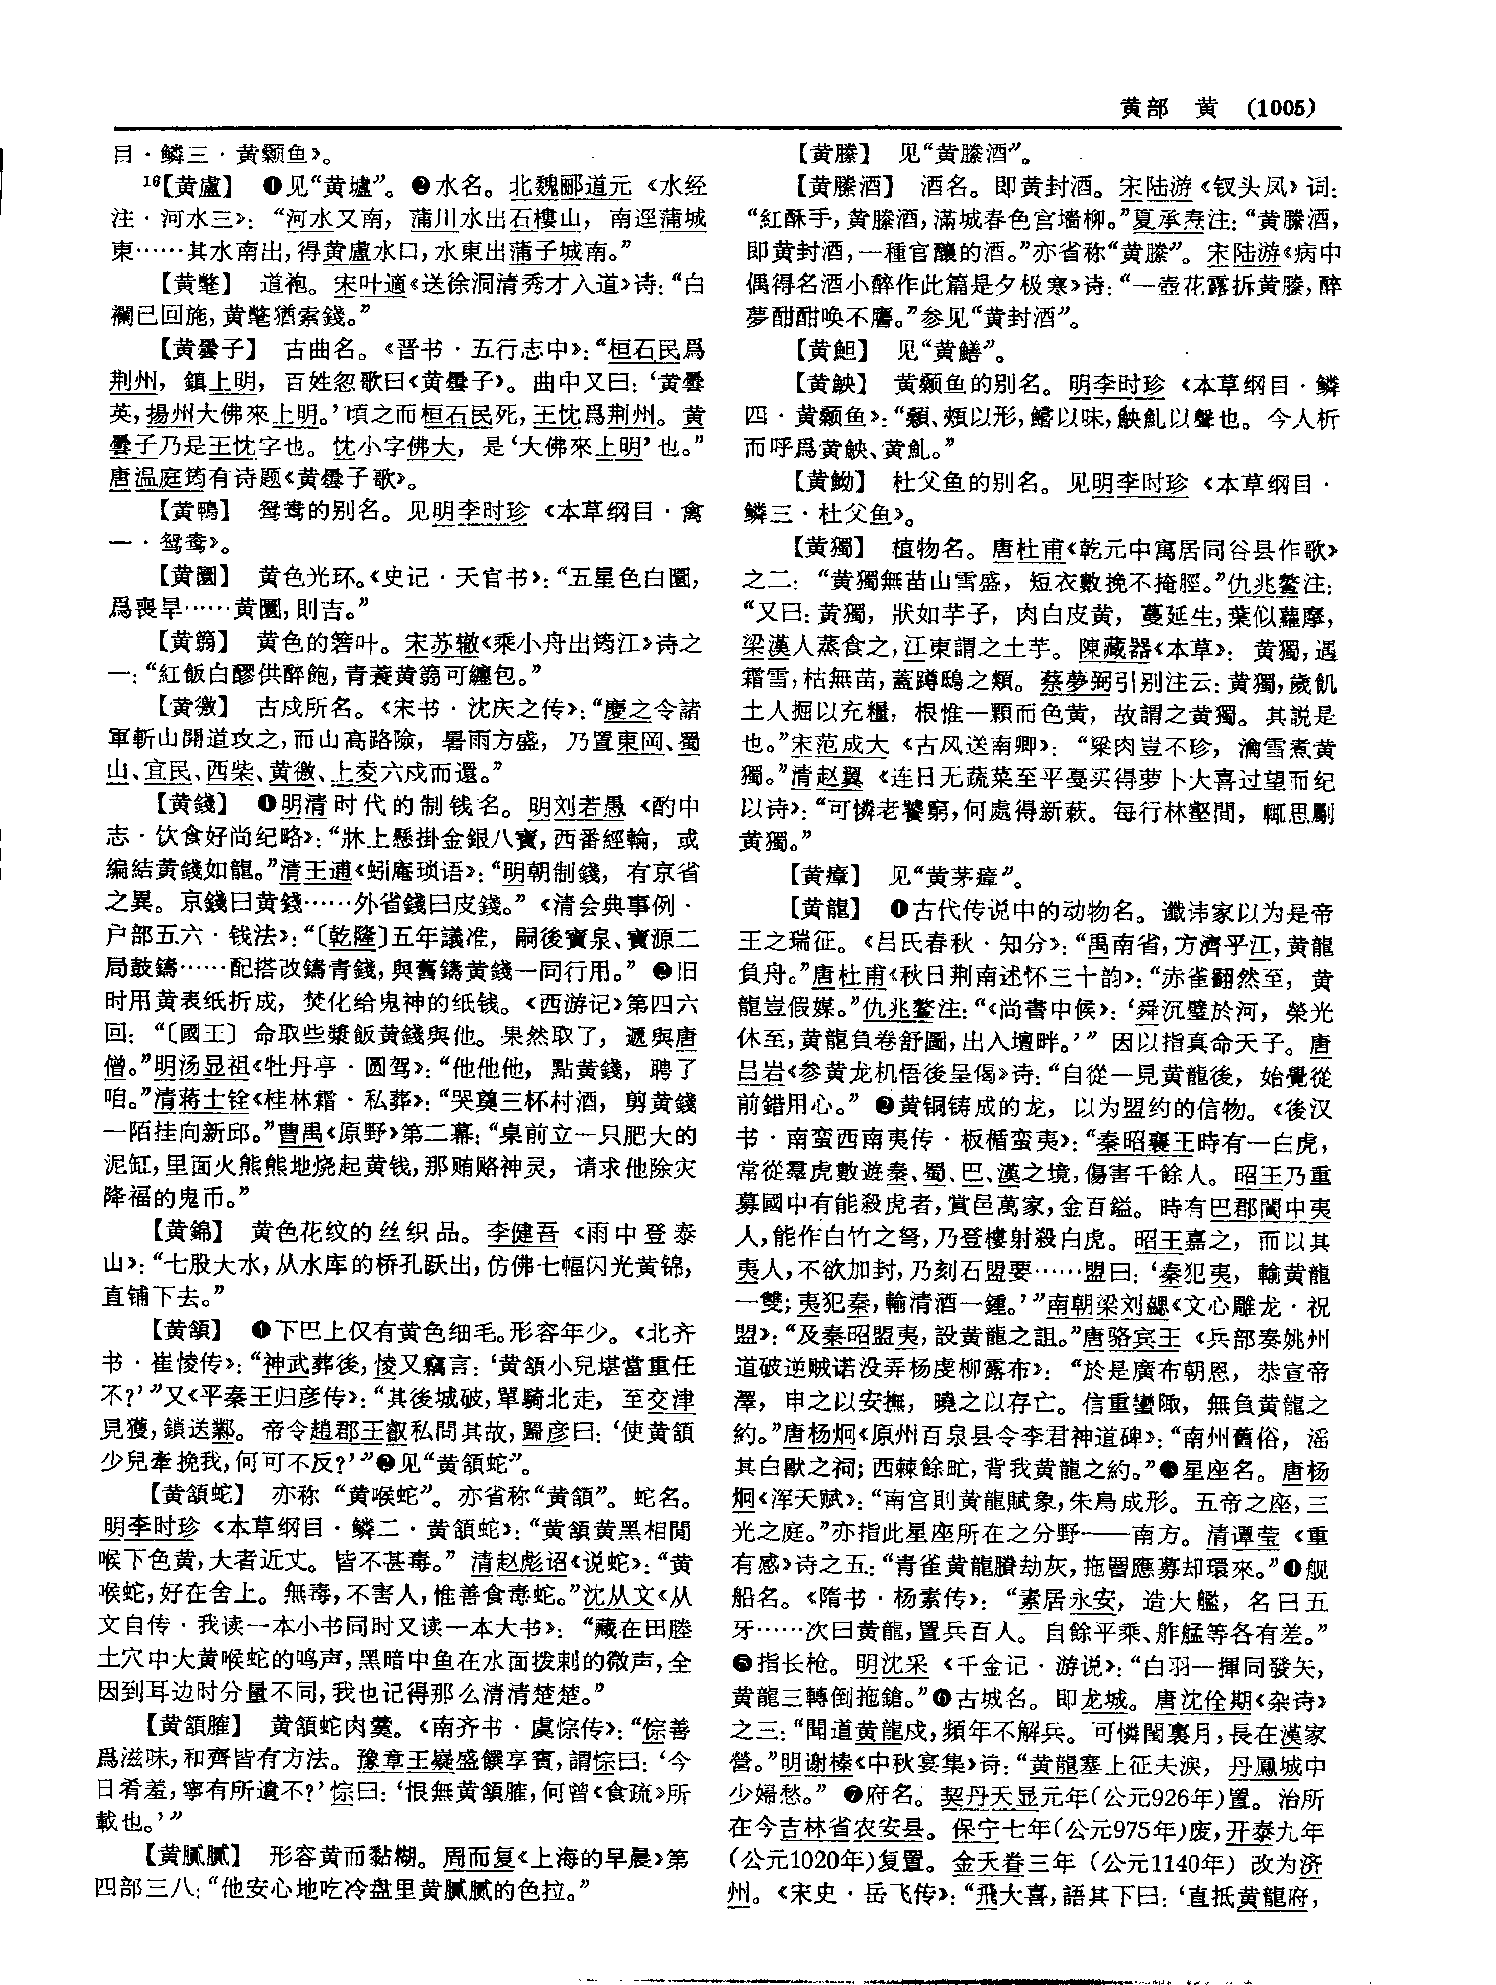 黄部　黄　(1005)
目·鳞三·黄颡鱼》。
¹⁶【黄盧】　❶见“黄壚”。❷水名。北魏郦道元《水经
注·河水三》：“河水又南，蒲川水出石樓山，南逕蒲城
東……其水南出，得黄盧水口，水東出蒲子城南。”
【黄氅】　道袍。宋叶適《送徐洞清秀才入道》诗：“白
襴已回施，黄氅猶索錢。”
【黄曇子】　古曲名。《晋书·五行志中》：“桓石民爲
荆州，鎮上明，百姓忽歌曰《黄曇子》。曲中又曰：‘黄曇
英，揚州大佛來上明。’頃之而桓石民死，王忱爲荆州。黄
曇子乃是王忱字也。忱小字佛大，是‘大佛來上明’也。”
唐温庭筠有诗题《黄曇子歌》。
【黄鴨】　鸳鸯的别名。见明李时珍《本草纲目·禽
一·鸳鸯》。
【黄圜】　黄色光环。《史记·天官书》：“五星色白圜，
爲喪旱……黄圜，則吉。”
【黄篛】　黄色的箬叶。宋苏辙《乘小舟出筠江》诗之
一：“紅飯白醪供醉飽，青蓑黄篛可纏包。”
【黄徼】　古戍所名。《宋书·沈庆之传》：“慶之令諸
軍斬山開道攻之，而山高路險，暑雨方盛，乃置東岡、蜀
山、宜民、西柴、黄徼、上夌六戍而還。”
【黄錢】　❶明清时代的制钱名。明刘若愚《酌中
志·饮食好尚纪略》：“牀上懸掛金銀八寳，西番經輪，或
編結黄錢如龍。”清王逋《蚓庵琐语》：“明朝制錢，有京省
之異。京錢曰黄錢……外省錢曰皮錢。”《清会典事例·
户部五六·钱法》：“〔乾隆〕五年議准，嗣後寳泉、寳源二
局鼓鑄……配搭改鑄青錢，與舊鑄黄錢一同行用。”❷旧
时用黄表纸折成，焚化给鬼神的纸钱。《西游记》第四六
回：“〔國王〕命取些漿飯黄錢與他。果然取了，遞與唐
僧。”明汤显祖《牡丹亭·圆驾》：“他他他，點黄錢，聘了
咱。”清蒋士铨《桂林霜·私葬》：“哭奠三杯村酒，剪黄錢
一陌挂向新邱。”曹禺《原野》第二幕：“桌前立一只肥大的
泥缸，里面火熊熊地烧起黄钱，那贿赂神灵，请求他除灾
降福的鬼币。”
【黄錦】　黄色花纹的丝织品。李健吾《雨中登泰
山》：“七股大水，从水库的桥孔跃出，仿佛七幅闪光黄锦，
直铺下去。”
【黄頷】　❶下巴上仅有黄色细毛。形容年少。《北齐
书·崔㥄传》：“神武葬後，㥄又竊言：‘黄頷小兒堪當重任
不？’”又《平秦王归彦传》：“其後城破，單騎北走，至交津
見獲，鎖送鄴。帝令趙郡王叡私問其故，歸彦曰：‘使黄頷
少兒牽挽我，何可不反？’”❷见“黄頷蛇”。
【黄頷蛇】　亦称“黄喉蛇”。亦省称“黄頷”。蛇名。
明李时珍《本草纲目·鳞二·黄頷蛇》：“黄頷黄黑相間
喉下色黄，大者近丈。皆不甚毒。”清赵彪诏《说蛇》：“黄
喉蛇，好在舍上。無毒，不害人，惟善食毒蛇。”沈从文《从
文自传·我读一本小书同时又读一本大书》：“藏在田塍
土穴中大黄喉蛇的鸣声，黑暗中鱼在水面拨剌的微声，全
因到耳边时分量不同，我也记得那么清清楚楚。”
【黄頷臛】　黄頷蛇肉羹。《南齐书·虞悰传》：“悰善
爲滋味，和齊皆有方法。豫章王嶷盛饌享賓，謂悰曰：‘今
日肴羞，寧有所遺不？’悰曰：‘恨無黄頷臛，何曾《食疏》所
載也。’”
【黄腻腻】　形容黄而黏糊。周而复《上海的早晨》第
四部三八：“他安心地吃冷盘里黄腻腻的色拉。”
【黄縢】　见“黄縢酒”。
【黄縢酒】　酒名。即黄封酒。宋陆游《钗头凤》词：
“紅酥手，黄縢酒，滿城春色宫墻柳。”夏承焘注：“黄縢酒，
即黄封酒，一種官釀的酒。”亦省称“黄縢”。宋陆游《病中
偶得名酒小醉作此篇是夕极寒》诗：“一壺花露拆黄縢，醉
夢酣酣唤不譍。”参见“黄封酒”。
【黄䱇】　见“黄鳝”。
【黄鉠】　黄颡鱼的别名。明李时珍《本草纲目·鳞
四·黄颡鱼》：“顙、頰以形，鱨以味，鉠䰲以聲也。今人析
而呼爲黄鉠、黄䰲。”
【黄鮋】　杜父鱼的别名。见明李时珍《本草纲目·
鳞三·杜父鱼》。
【黄獨】　植物名。唐杜甫《乾元中寓居同谷县作歌》
之二：“黄獨無苗山雪盛，短衣數挽不掩脛。”仇兆鳌注：
“又曰：黄獨，狀如芋子，肉白皮黄，蔓延生，葉似蘿摩，
梁漢人蒸食之，江東謂之土芋。陳藏器《本草》：黄獨，遇
霜雪，枯無苗，蓋蹲鴟之類。蔡夢弼引别注云：黄獨，歲飢
土人掘以充糧，根惟一顆而色黄，故謂之黄獨。其説是
也。”宋范成大《古风送南卿》：“粱肉豈不珍，瀹雪煮黄
獨。”清赵翼《连日无蔬菜至平戛买得萝卜大喜过望而纪
以诗》：“可憐老饕窮，何處得新蔌。每行林壑間，輒思劚
黄獨。”
【黄瘴】　见“黄茅瘴”。
【黄龍】　❶古代传说中的动物名。谶讳家以为是帝
王之瑞征。《吕氏春秋·知分》：“禹南省，方濟乎江，黄龍
負舟。”唐杜甫《秋日荆南述怀三十韵》：“赤雀翻然至，黄
龍豈假媒。”仇兆鳌注：“《尚書中候》：‘舜沉璧於河，榮光
休至，黄龍負卷舒圖，出入壇畔。’”因以指真命天子。唐
吕岩《参黄龙机悟後呈偈》诗：“自從一見黄龍後，始覺從
前錯用心。”❷黄铜铸成的龙，以为盟约的信物。《後汉
书·南蛮西南夷传·板楯蛮夷》：“秦昭襄王時有一白虎，
常從羣虎數遊秦、蜀、巴、漢之境，傷害千餘人。昭王乃重
募國中有能殺虎者，賞邑萬家，金百鎰。時有巴郡閬中夷
人，能作白竹之弩，乃登樓射殺白虎。昭王嘉之，而以其
夷人，不欲加封，乃刻石盟要……盟曰：‘秦犯夷，輸黄龍
一雙；夷犯秦，輸清酒一鍾。’”南朝梁刘勰《文心雕龙·祝
盟》：“及秦昭盟夷，設黄龍之詛。”唐骆宾王《兵部奏姚州
道破逆贼诺没弄杨虔柳露布》：“於是廣布朝恩，恭宣帝
澤，申之以安撫，曉之以存亡。信重蠻陬，無負黄龍之
約。”唐杨炯《原州百泉县令李君神道碑》：“南州舊俗，滛
其白獸之祠；西棘餘甿，背我黄龍之約。”❸星座名。唐杨
炯《浑天赋》：“南宫則黄龍賦象，朱鳥成形。五帝之座，三
光之庭。”亦指此星座所在之分野——南方。清谭莹《重
有感》诗之五：“青雀黄龍賸劫灰，拖罾應募却環來。”❹舰
船名。《隋书·杨素传》：“素居永安，造大艦，名曰五
牙……次曰黄龍，置兵百人。自餘平乘、舴艋等各有差。”
❺指长枪。明沈采《千金记·游说》：“白羽一揮同發矢，
黄龍三轉倒拖鎗。”❻古城名。即龙城。唐沈佺期《杂诗》
之三：“聞道黄龍戍，頻年不解兵。可憐閨裏月，長在漢家
營。”明谢榛《中秋宴集》诗：“黄龍塞上征夫淚，丹鳳城中
少婦愁。”❼府名。契丹天显元年（公元926年）置。治所
在今吉林省农安县。保宁七年（公元975年）废，开泰九年
（公元1020年）复置。金天眷三年（公元1140年）改为济
州。《宋史·岳飞传》：“飛大喜，語其下曰：‘直抵黄龍府，